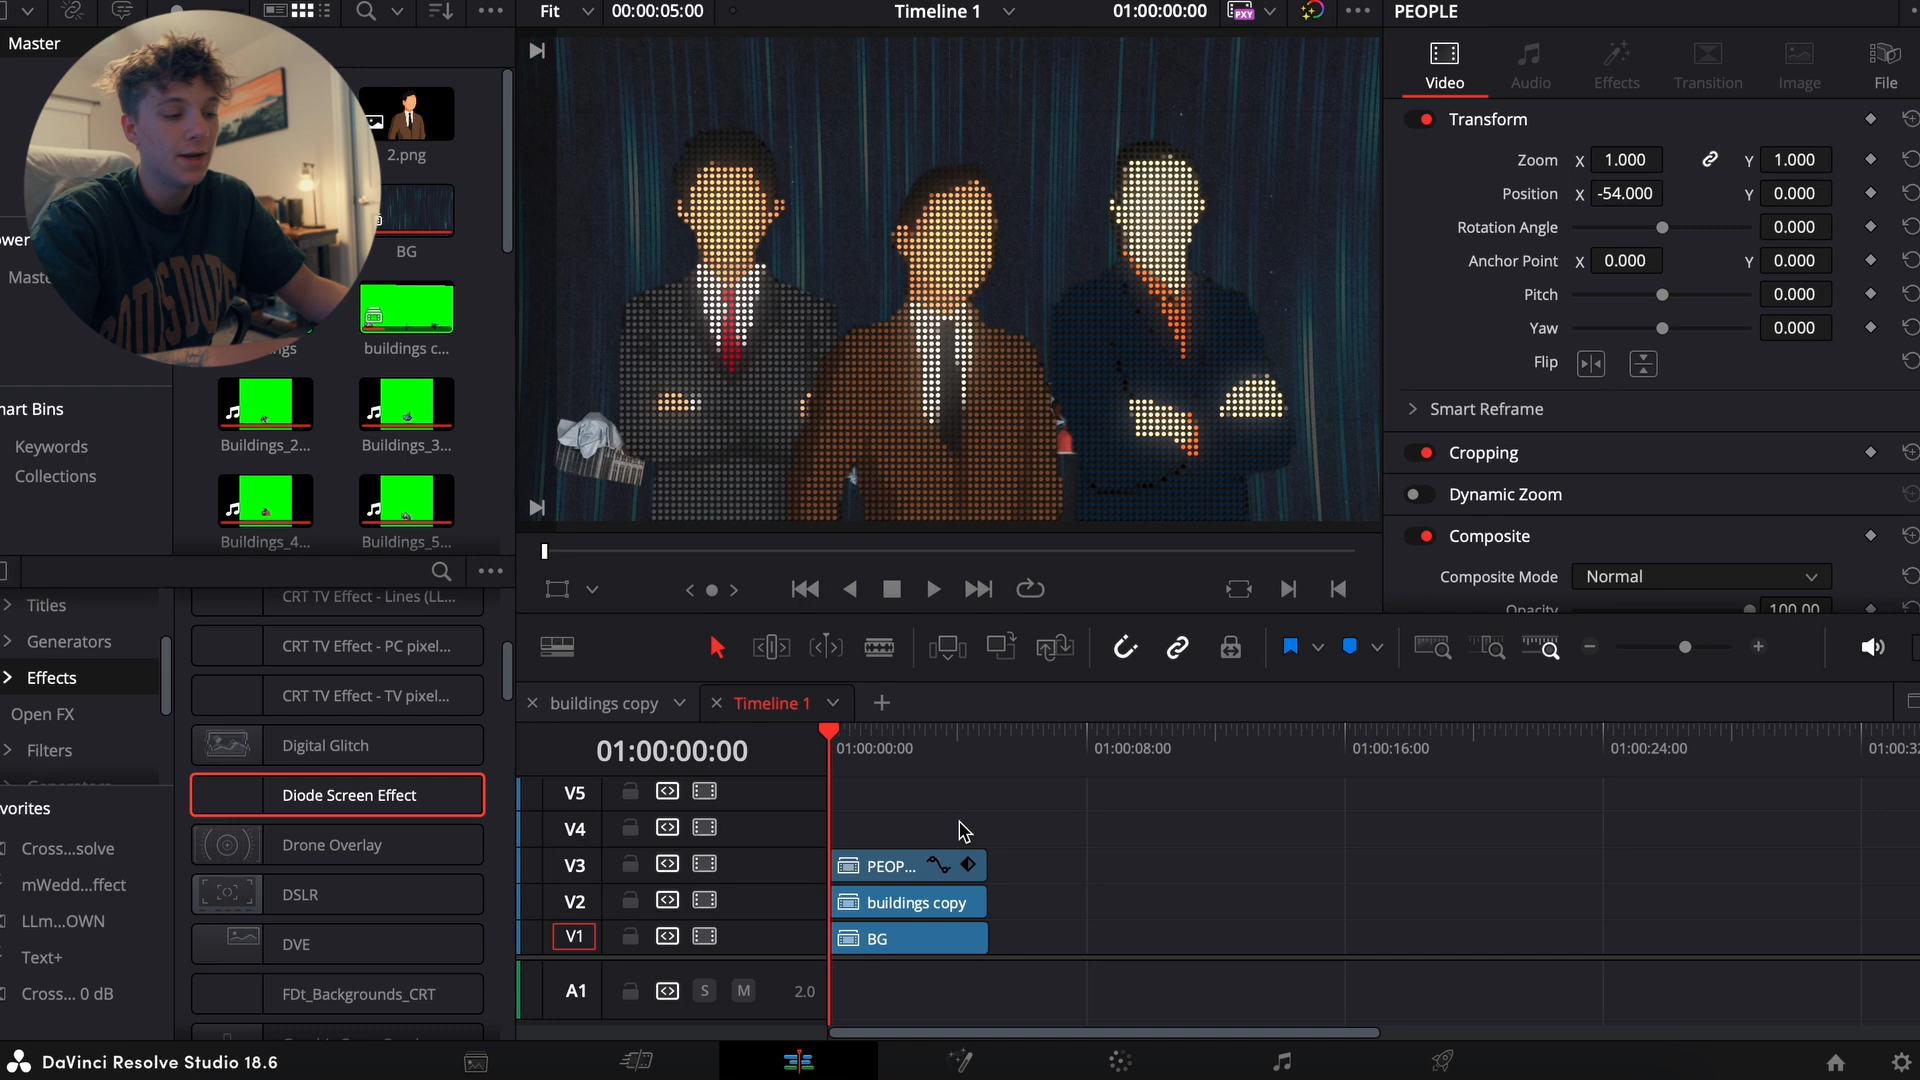 Fit
00:00:05:00
Timeline 1
01:00:00:00
PXY
PEOPLE
Master
Video
Audio
Effects
Transition
Image
File
2.png
BG
buildings c...
Buildings_2...
Buildings_3...
Buildings_4...
Buildings_5...
Keywords
Collections
Transform
Zoom X 1.000 Y 1.000
Position X -54.000 Y 0.000
Rotation Angle 0.000
Anchor Point X 0.000 Y 0.000
Pitch 0.000
Yaw 0.000
Flip
Smart Reframe
Cropping
Dynamic Zoom
Composite
Composite Mode Normal
Opacity 100.00
Titles
Generators
Effects
Open FX
Filters
Cross...solve
mWedd...ffect
LLm...OWN
Text+
Cross... 0 dB
CRT TV Effect - Lines (LL...
CRT TV Effect - PC pixel...
CRT TV Effect - TV pixel...
Digital Glitch
Diode Screen Effect
Drone Overlay
DSLR
DVE
FDt_Backgrounds_CRT
buildings copy
Timeline 1
01:00:00:00
01:00:00:00
01:00:08:00
01:00:16:00
01:00:24:00
01:00:32
V5
V4
V3
PEOP...
V2
buildings copy
V1
BG
A1
S
M
2.0
DaVinci Resolve Studio 18.6